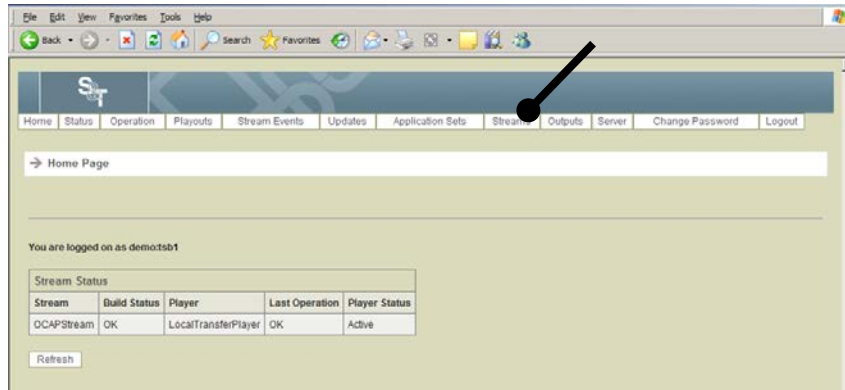 File Edit View Favorites Tools Help
Back Search Favorites
S&T
Home Status Operation Playouts Stream Events Updates Application Sets Streams Outputs Server Change Password Logout
→ Home Page
You are logged on as demo:tsb1
Stream Status
Stream Build Status Player Last Operation Player Status
OCAPStream OK LocalTransferPlayer OK Active
Refresh